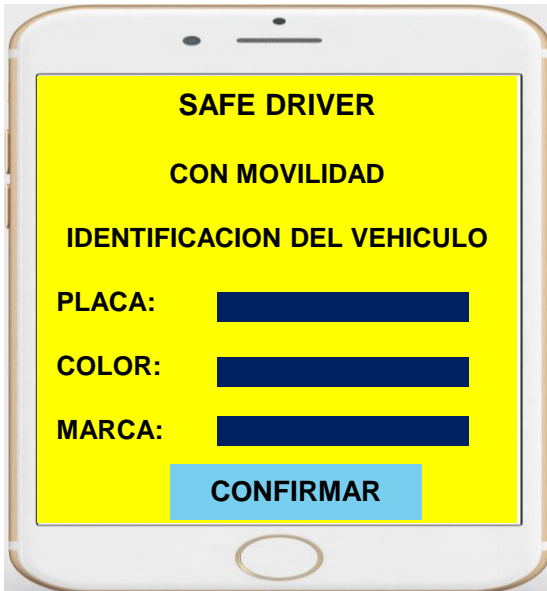 SAFE DRIVER
CON MOVILIDAD
IDENTIFICACION DEL VEHICULO
PLACA:
COLOR:
MARCA:
CONFIRMAR